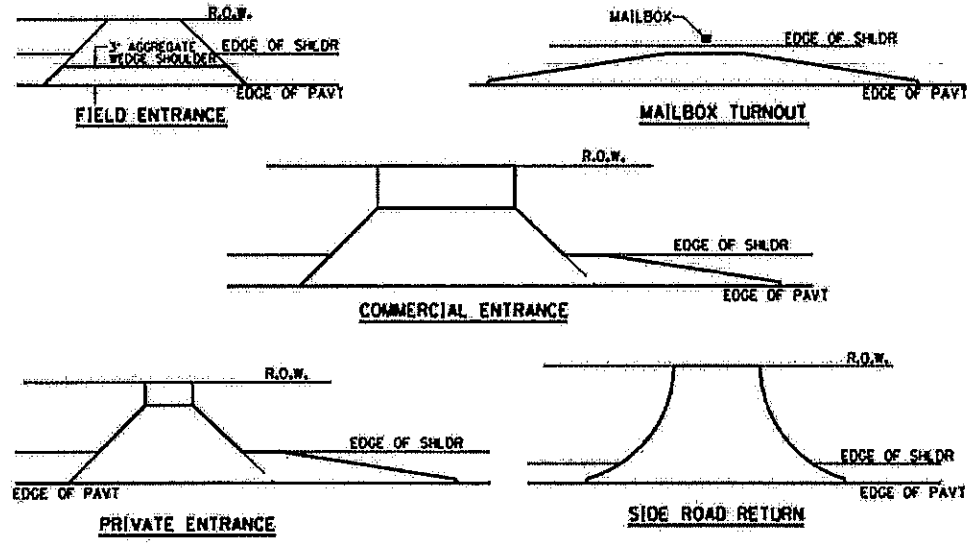 R.O.W.
3' AGGREGATE
WEDGE SHOULDER
EDGE OF SHLDR
EDGE OF PAVT
FIELD ENTRANCE
MAILBOX
EDGE OF SHLDR
EDGE OF PAVT
MAILBOX TURNOUT
R.O.W.
EDGE OF SHLDR
EDGE OF PAVT
COMMERCIAL ENTRANCE
R.O.W.
EDGE OF SHLDR
EDGE OF PAVT
PRIVATE ENTRANCE
R.O.W.
EDGE OF SHLDR
EDGE OF PAVT
SIDE ROAD RETURN